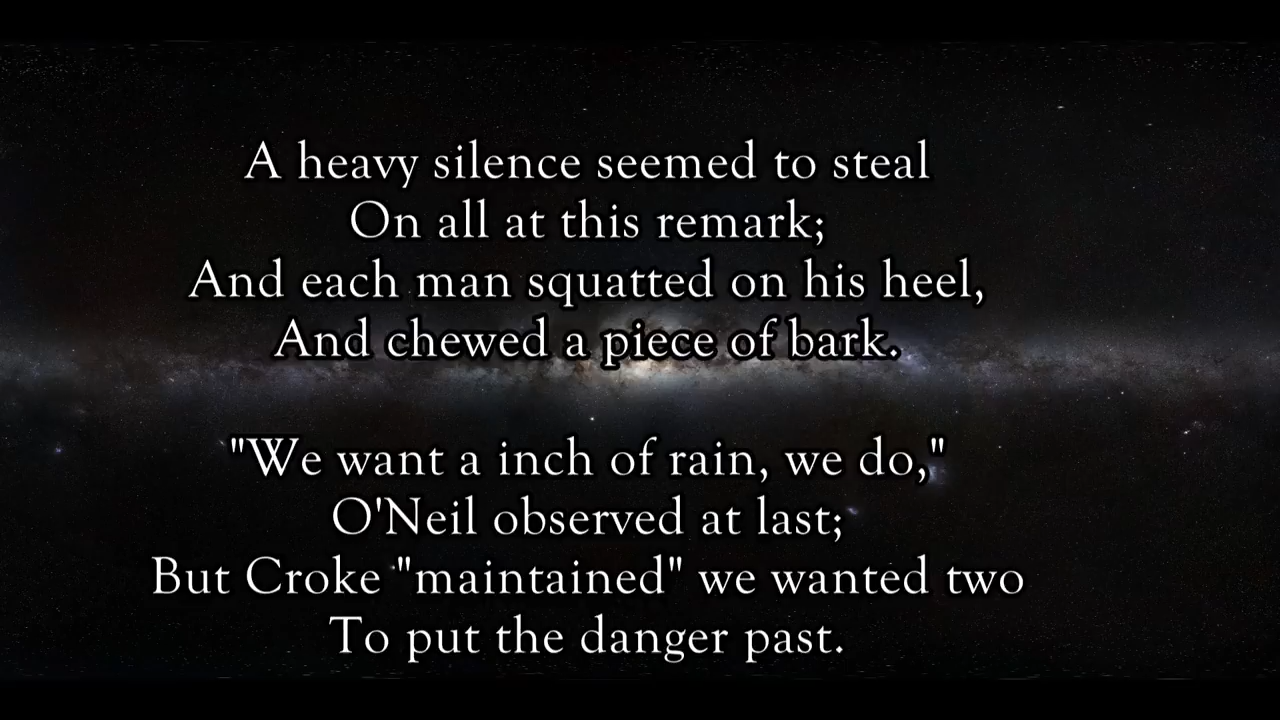 A heavy silence seemed to steal
On all at this remark;
And each man squatted on his heel,
And chewed a piece of bark.
"We want a inch of rain, we do,"
O'Neil observed at last;
But Croke "maintained" we wanted two
To put the danger past.